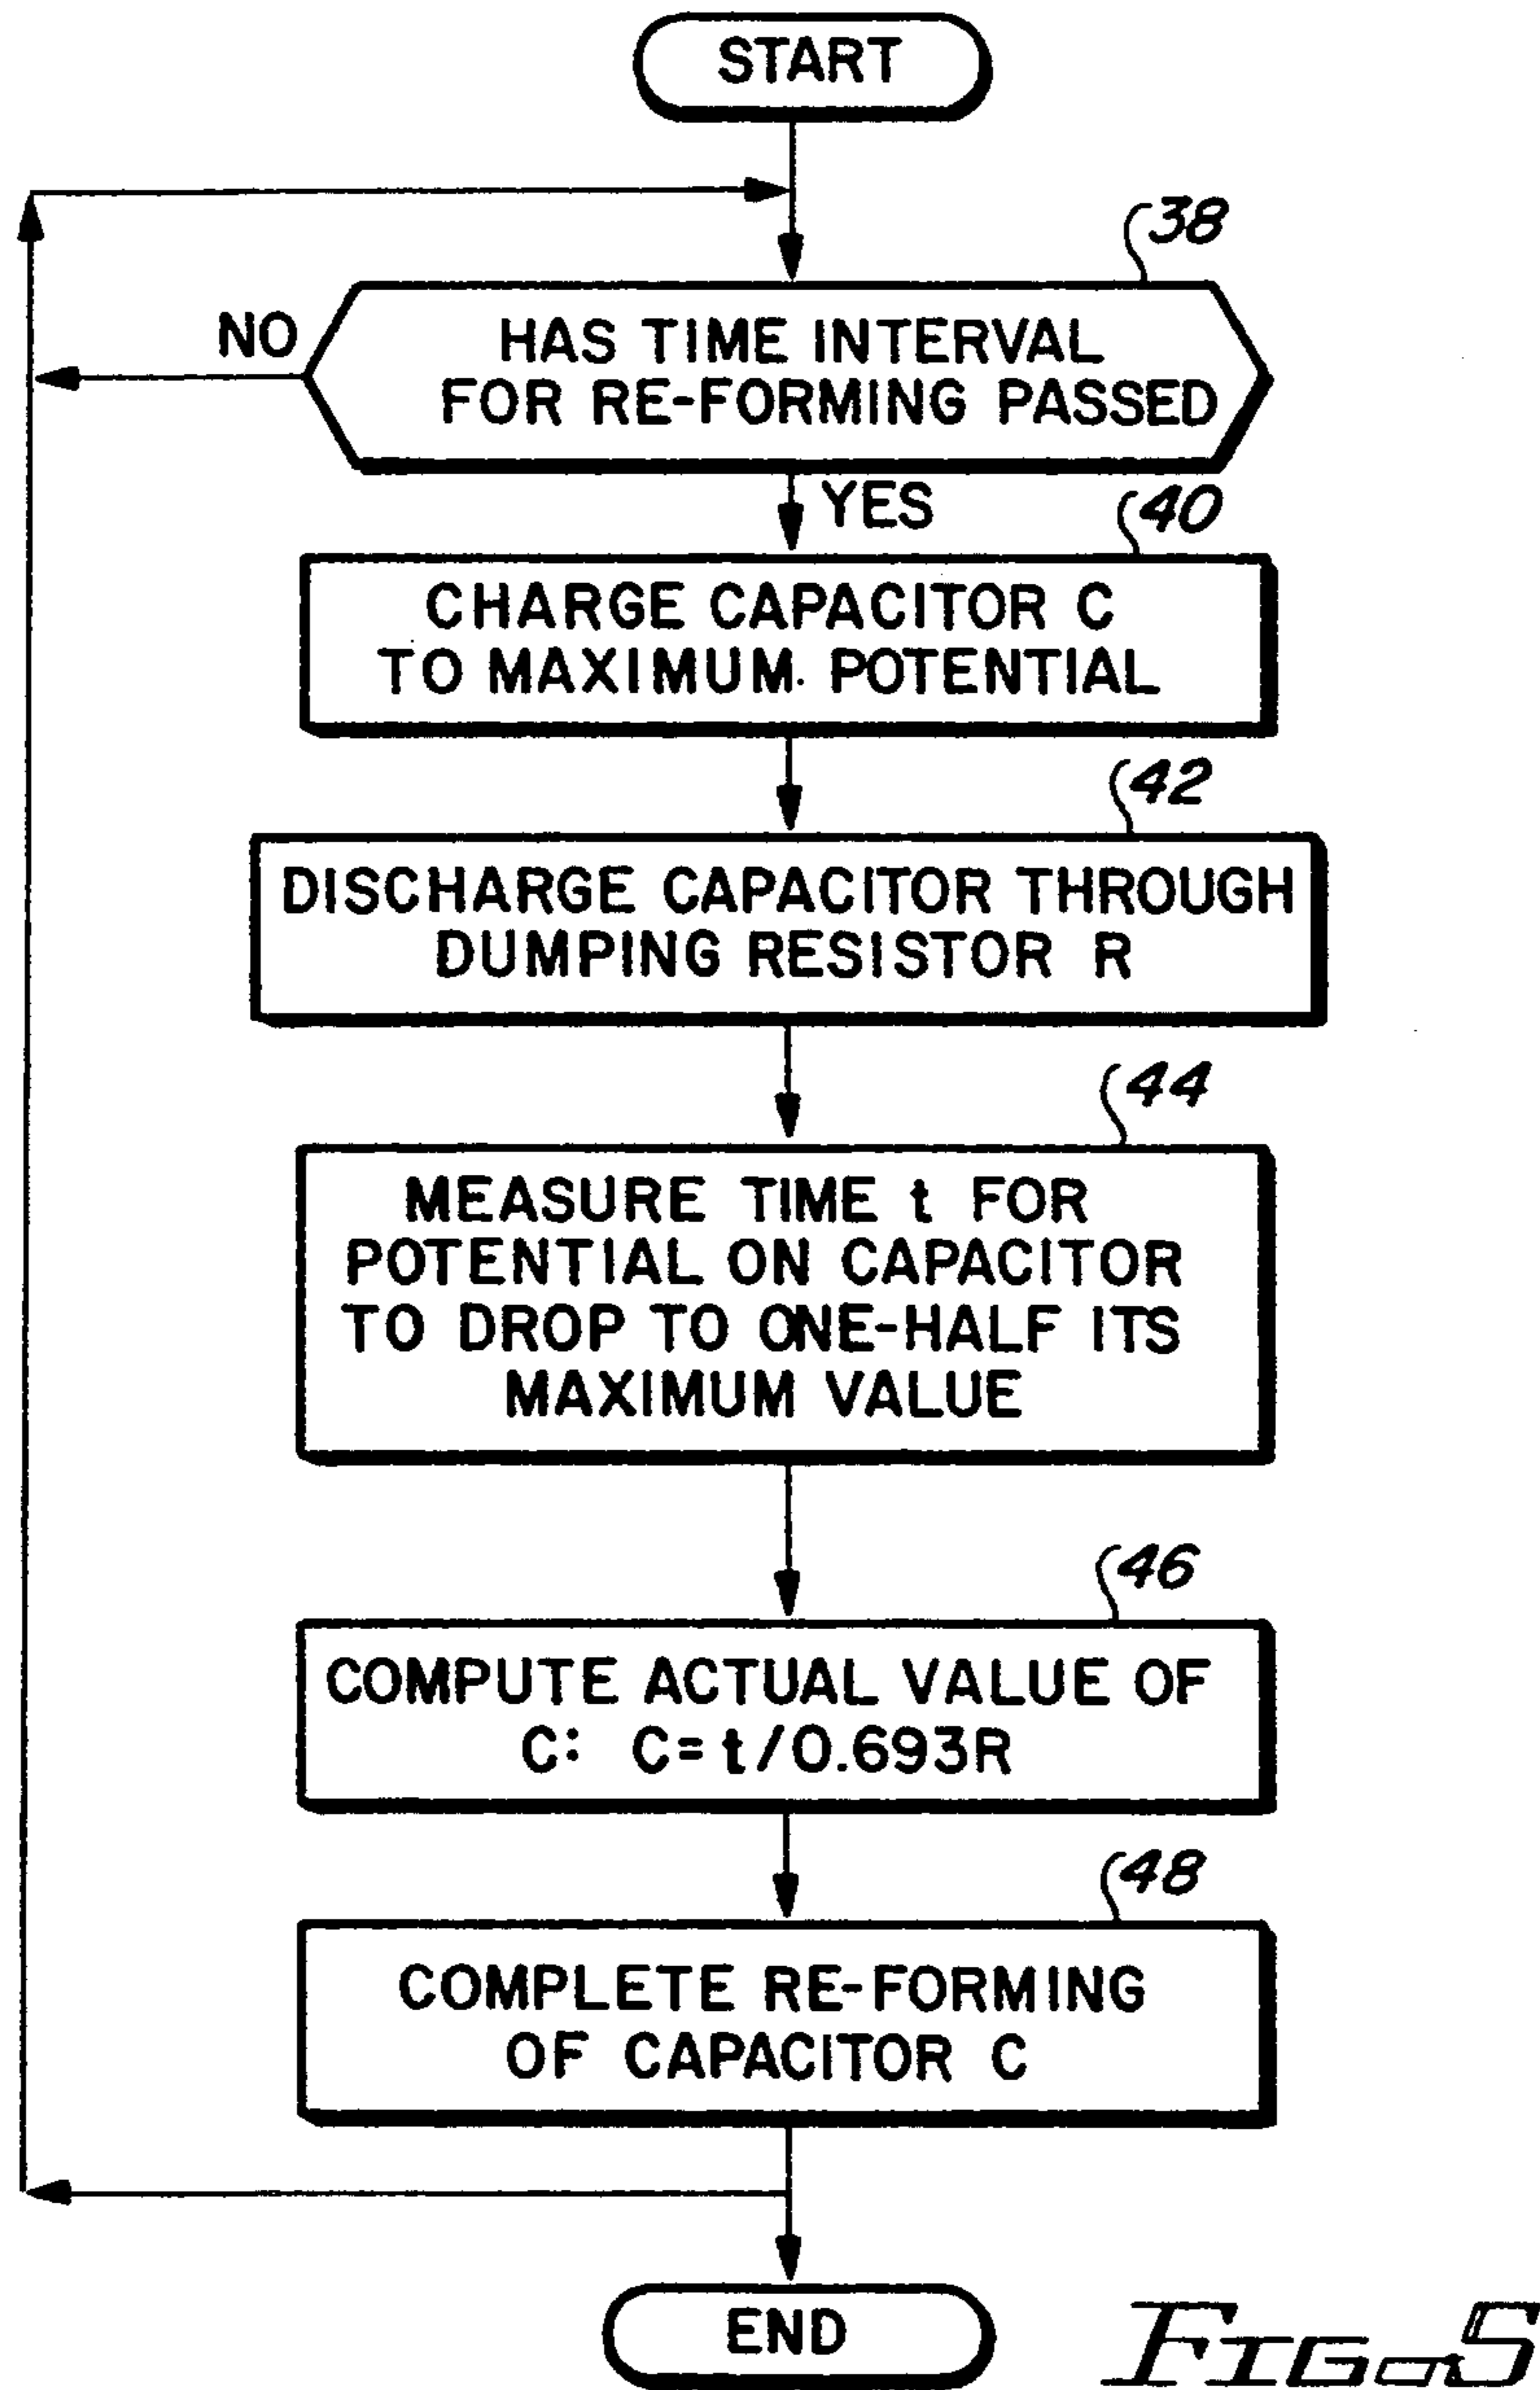 START
38
NO
HAS TIME INTERVAL
FOR RE-FORMING PASSED
YES
40
CHARGE CAPACITOR C
TO MAXIMUM POTENTIAL
42
DISCHARGE CAPACITOR THROUGH
DUMPING RESISTOR R
44
MEASURE TIME t FOR
POTENTIAL ON CAPACITOR
TO DROP TO ONE-HALF ITS
MAXIMUM VALUE
46
COMPUTE ACTUAL VALUE OF
C: C=t/0.693R
48
COMPLETE RE-FORMING
OF CAPACITOR C
END
FIG_5